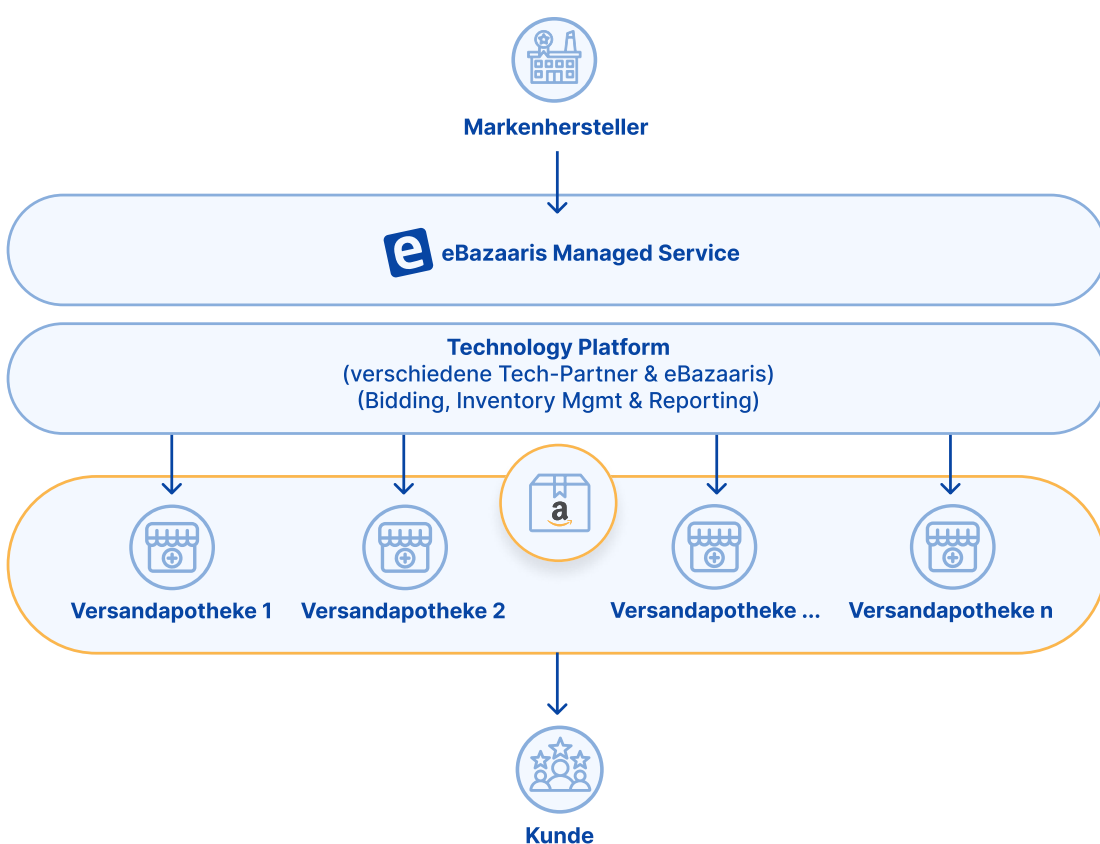 Markenhersteller
e eBazaaris Managed Service
Technology Platform
(verschiedene Tech-Partner & eBazaaris)
(Bidding, Inventory Mgmt & Reporting)
a
Versandapotheke 1 Versandapotheke 2 Versandapotheke ... Versandapotheke n
Kunde